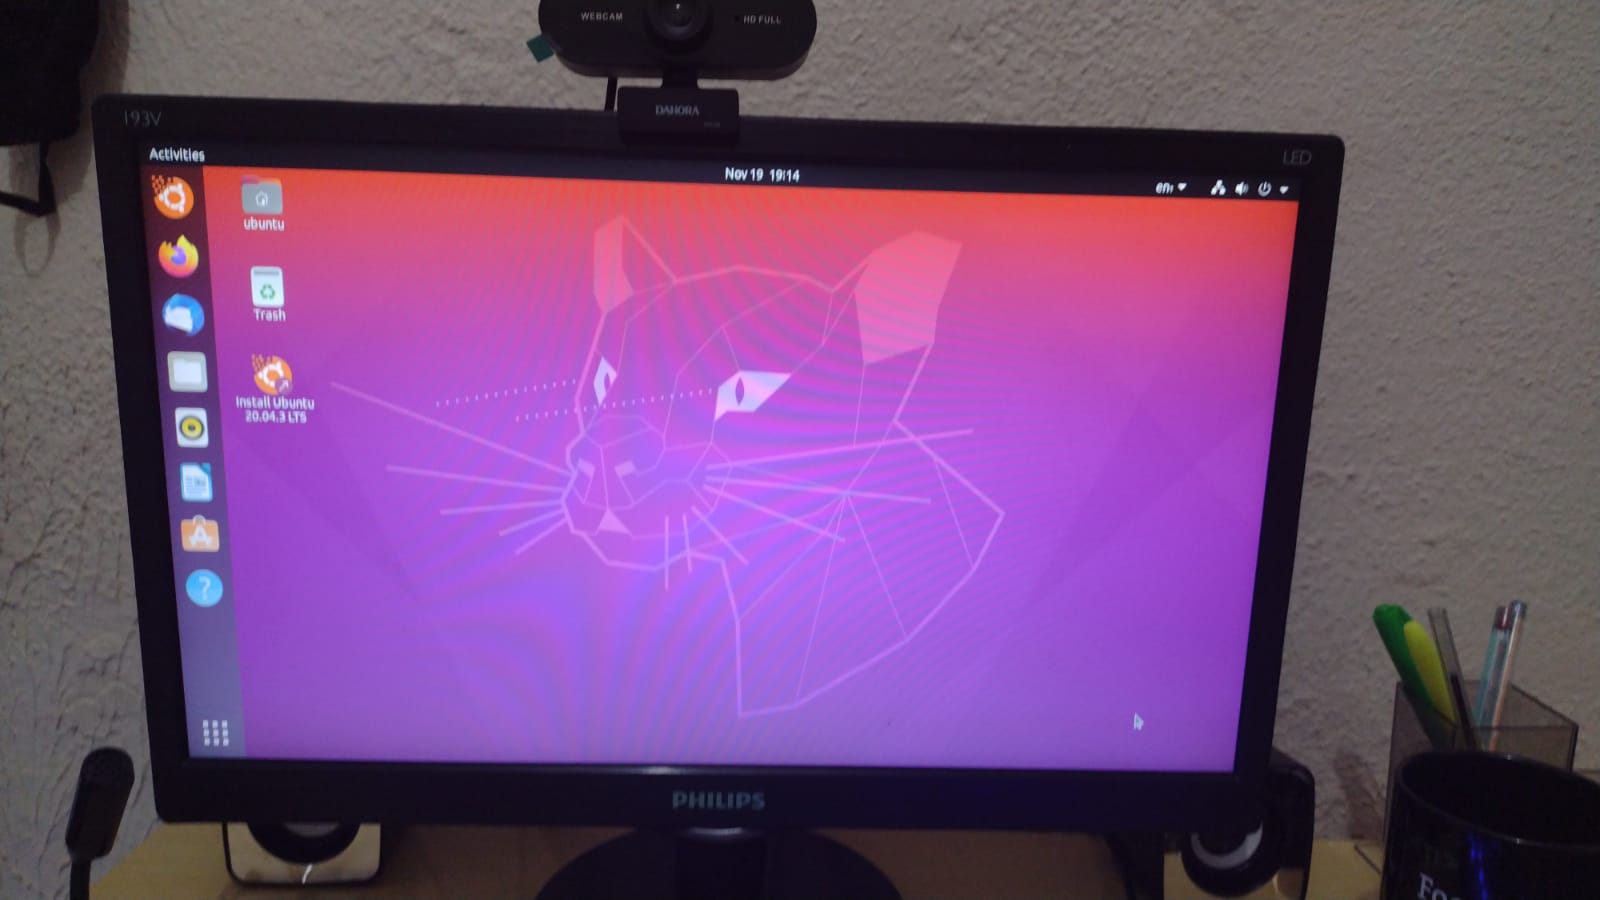 WEBCAM
HD FULL
DAHORA
193V
LED
Activities
Nov 19 19:14
en₁
ubuntu
Trash
Install Ubuntu
20.04.3 LTS
?
PHILIPS